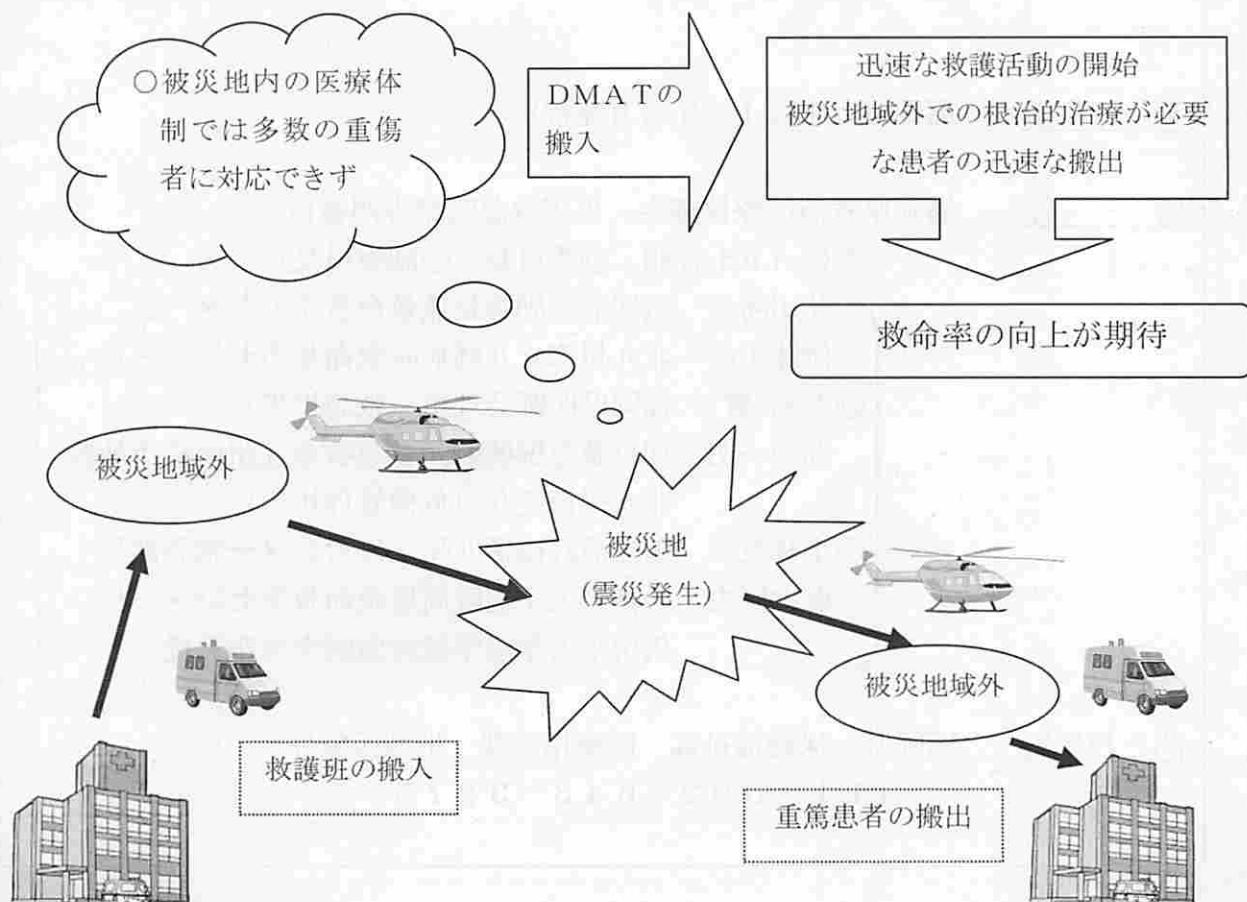 ○被災地内の医療体
制では多数の重傷
者に対応できず
DMATの
搬入
迅速な救護活動の開始
被災地域外での根治的治療が必要
な患者の迅速な搬出
救命率の向上が期待
被災地域外
被災地
（震災発生）
被災地域外
救護班の搬入
重篤患者の搬出